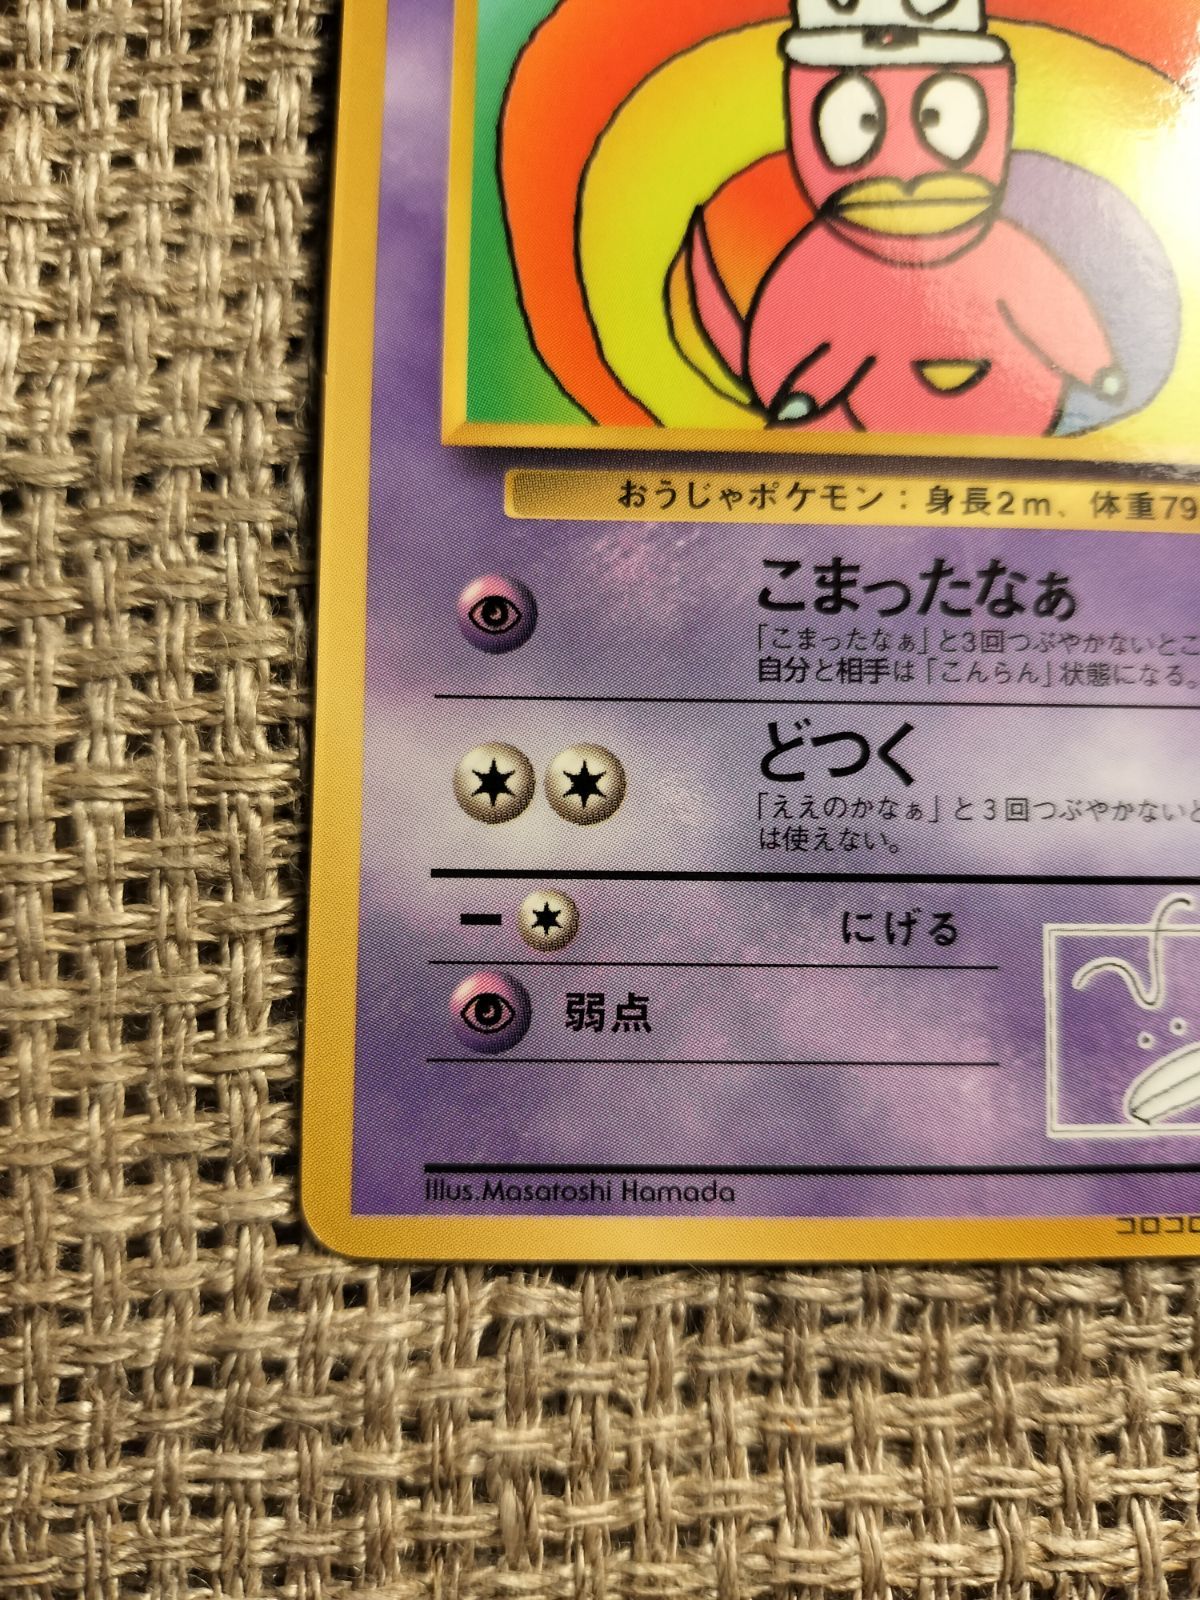 おうじゃポケモン：身長2m、体重79
こまったなぁ
「こまったなぁ」と3回つぶやかないとこ
自分と相手は「こんらん」状態になる。
どつく
「ええのかなぁ」と3回つぶやかないと
は使えない。
にげる
弱点
Illus.Masatoshi Hamada
コロコロ